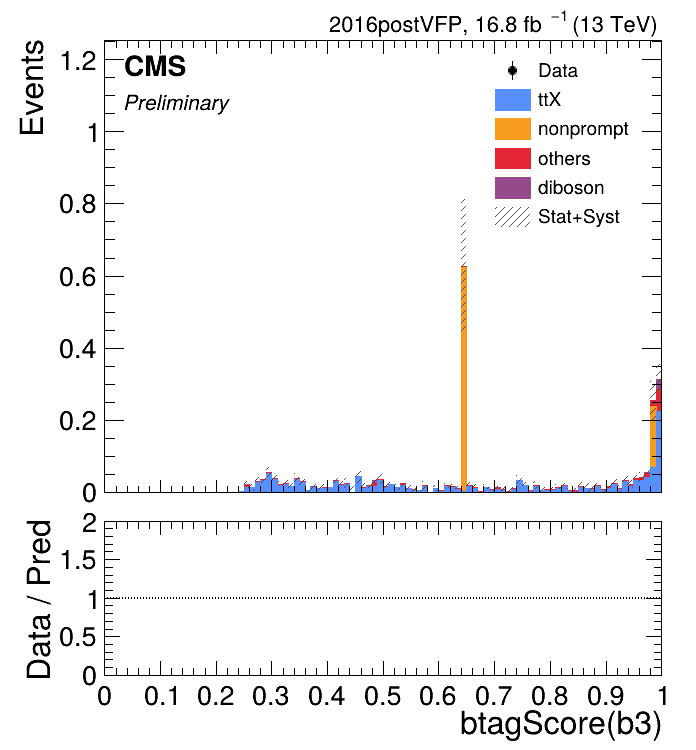 2016postVFP, 16.8 fb⁻¹ (13 TeV)
CMS
Preliminary
Data
ttX
nonprompt
others
diboson
Stat+Syst
Events
1.2
1
0.8
0.6
0.4
0.2
0
Data / Pred
2
1.5
1
0.5
0
0 0.1 0.2 0.3 0.4 0.5 0.6 0.7 0.8 0.9 1
btagScore(b3)